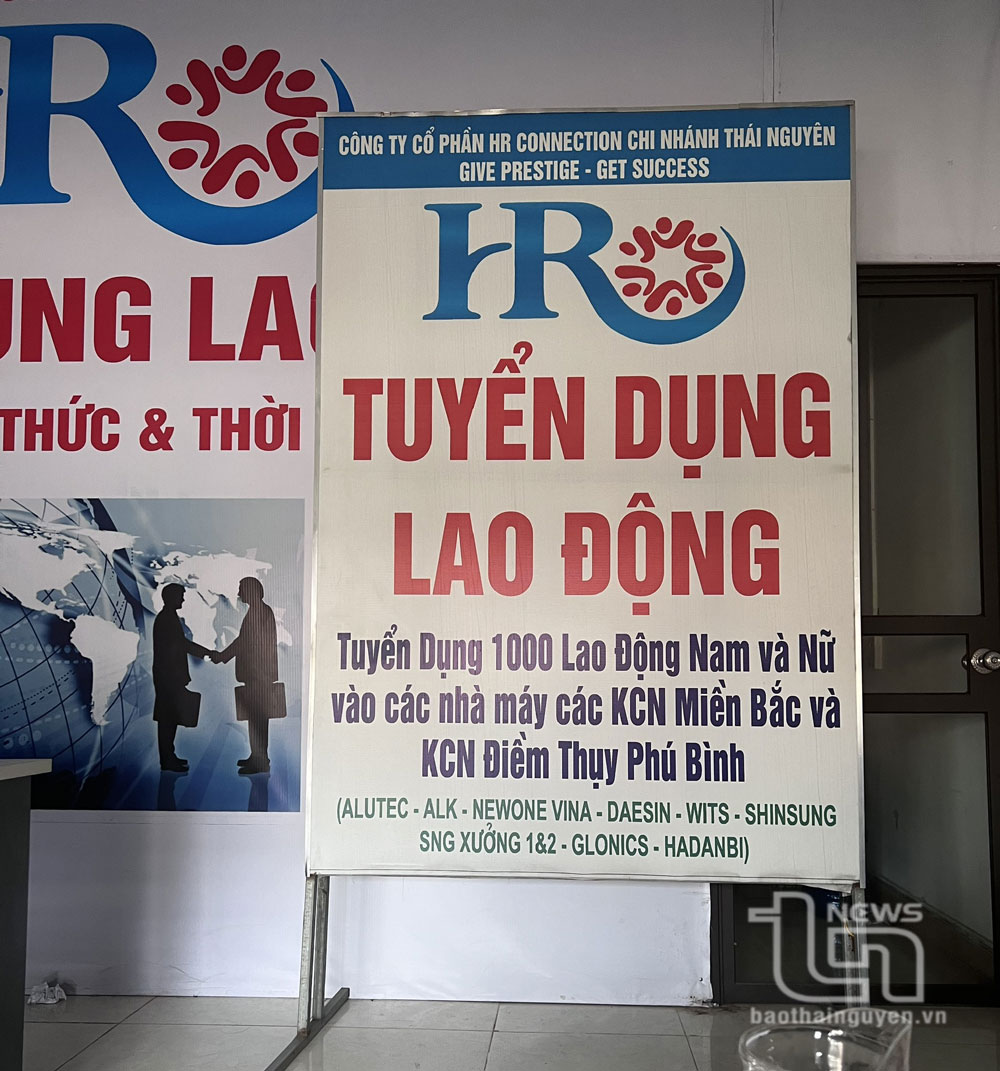 HR
UNG LAO
THỨC & THỜI
CÔNG TY CỔ PHẦN HR CONNECTION CHI NHÁNH THÁI NGUYÊN
GIVE PRESTIGE - GET SUCCESS
HR
TUYỂN DỤNG
LAO ĐỘNG
Tuyển Dụng 1000 Lao Động Nam và Nữ
vào các nhà máy các KCN Miền Bắc và
KCN Điềm Thụy Phú Bình
(ALUTEC - ALK - NEWONE VINA - DAESIN - WITS - SHINSUNG
SNG XƯỞNG 1&2 - GLONICS - HADANBI)
NEWS
baothainguyen.vn